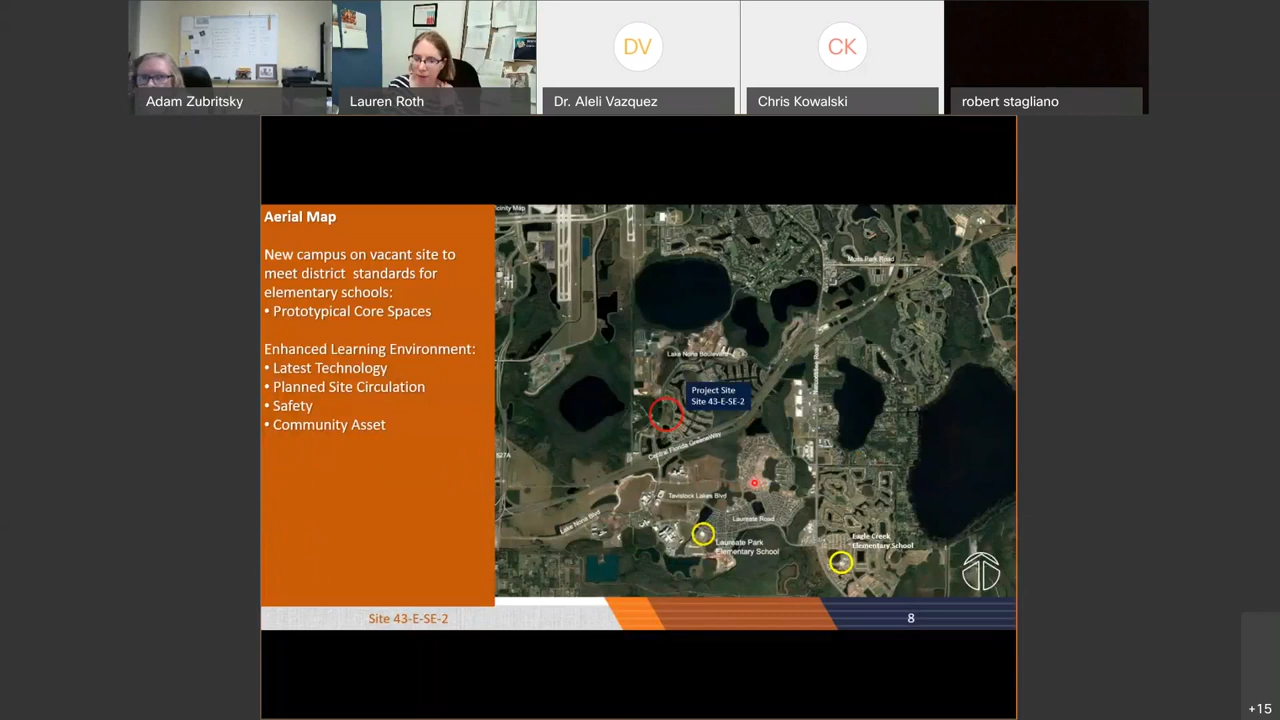 DV
CK
Adam Zubritsky
Lauren Roth
Dr. Aleli Vazquez
Chris Kowalski
robert stagliano
Aerial Map
New campus on vacant site to
meet district standards for
elementary schools:
• Prototypical Core Spaces
Enhanced Learning Environment:
• Latest Technology
• Planned Site Circulation
• Safety
• Community Asset
icinity Map
Moss Park Road
Lake Nona Boulevard
Narcoossee Road
Project Site
Site 43-E-SE-2
Central Florida GreeneWay
527A
Tavistock Lakes Blvd
Lake Nona Blvd
Laureate Road
Laureate Park
Elementary School
Eagle Creek
Elementary School
Site 43-E-SE-2
8
+15